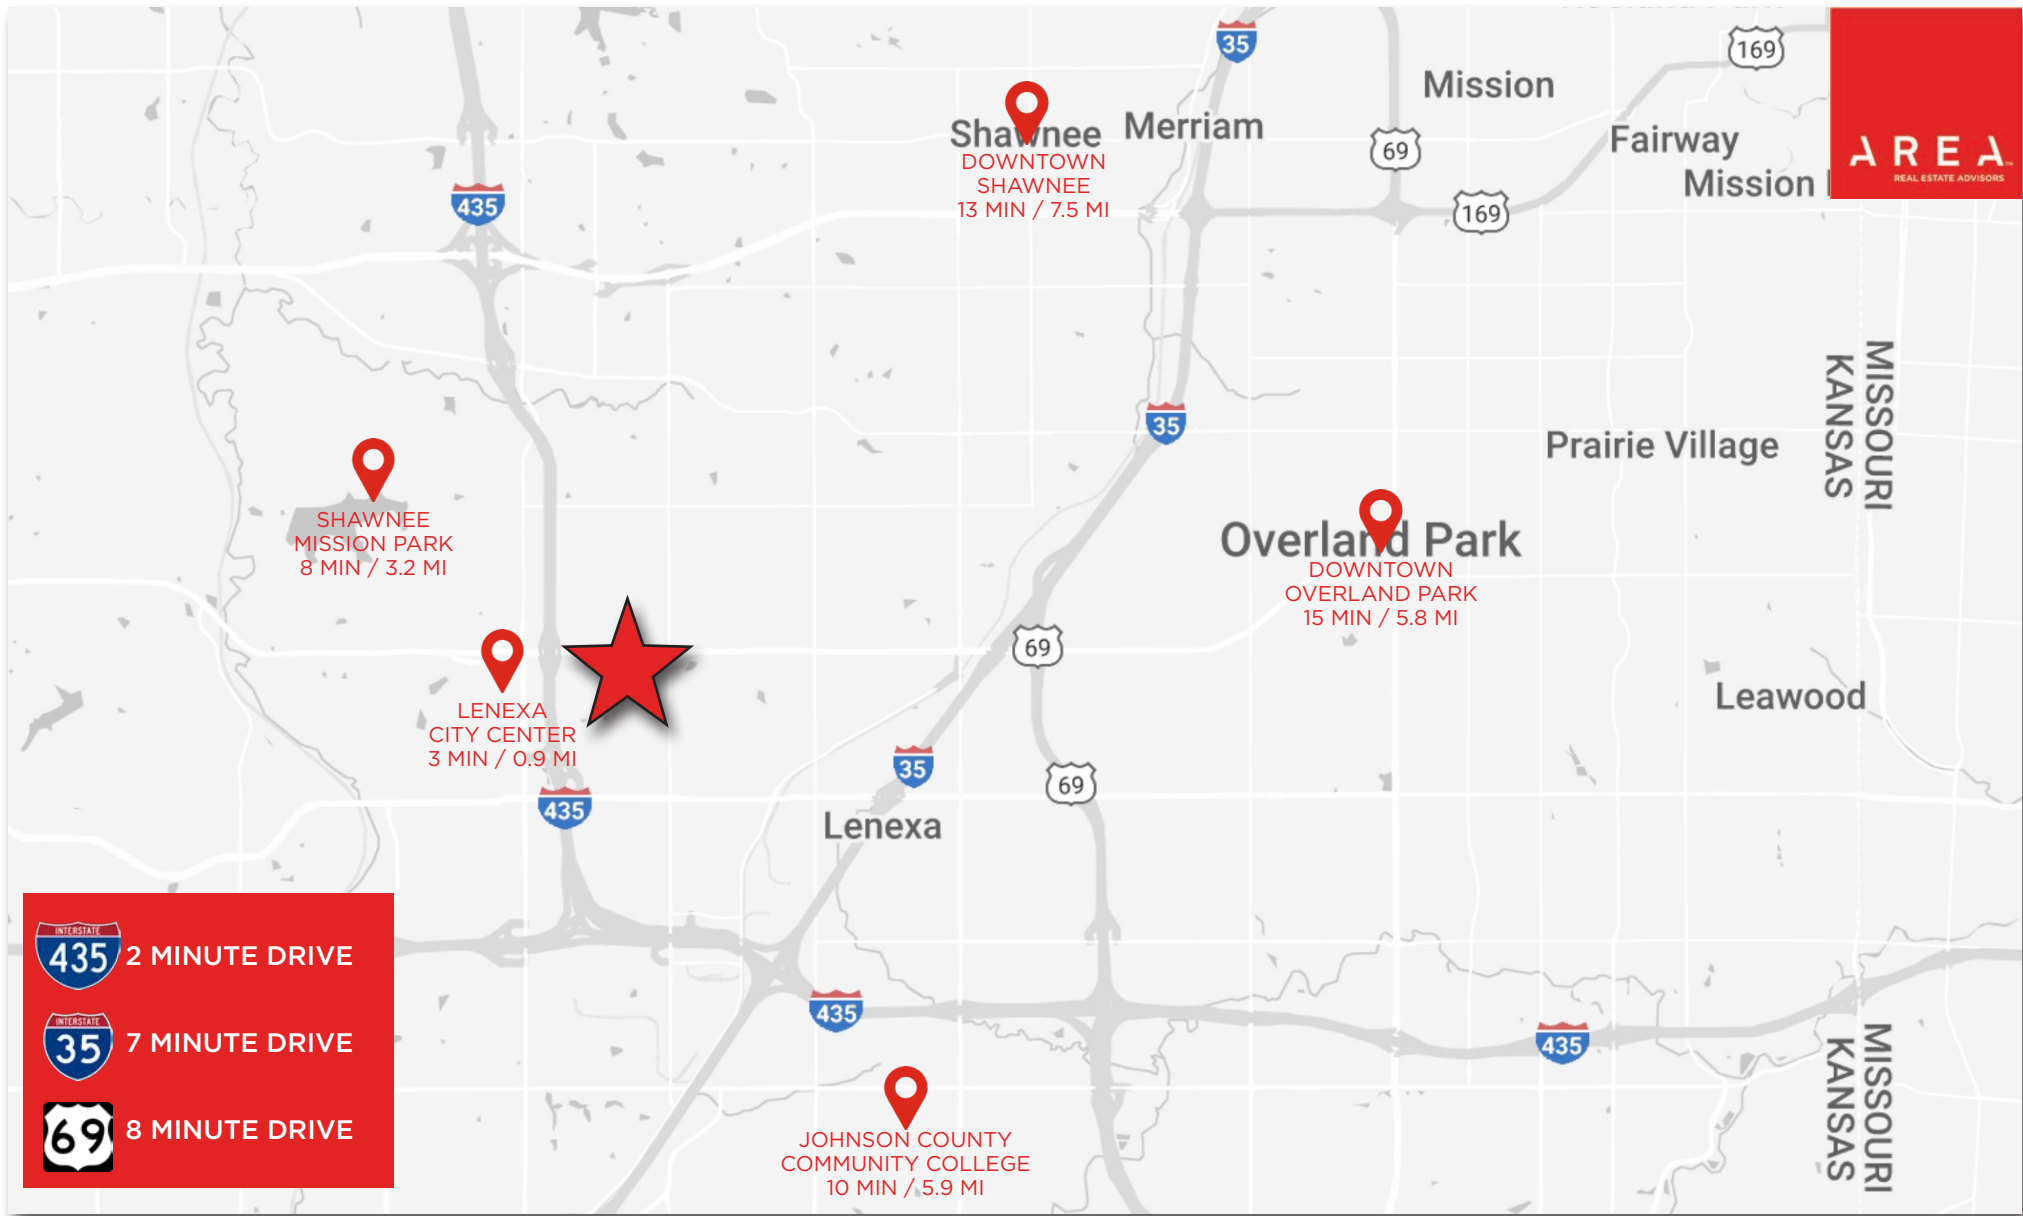 35
169
Mission
Shawnee
Merriam
69
Fairway
Mission
AREA
REAL ESTATE ADVISORS
DOWNTOWN
SHAWNEE
13 MIN / 7.5 MI
435
169
MISSOURI
KANSAS
35
Prairie Village
SHAWNEE
MISSION PARK
8 MIN / 3.2 MI
Overland Park
DOWNTOWN
OVERLAND PARK
15 MIN / 5.8 MI
69
LENEXA
CITY CENTER
3 MIN / 0.9 MI
Leawood
35
69
435
Lenexa
INTERSTATE
435
2 MINUTE DRIVE
INTERSTATE
35
7 MINUTE DRIVE
69
8 MINUTE DRIVE
435
435
MISSOURI
KANSAS
JOHNSON COUNTY
COMMUNITY COLLEGE
10 MIN / 5.9 MI